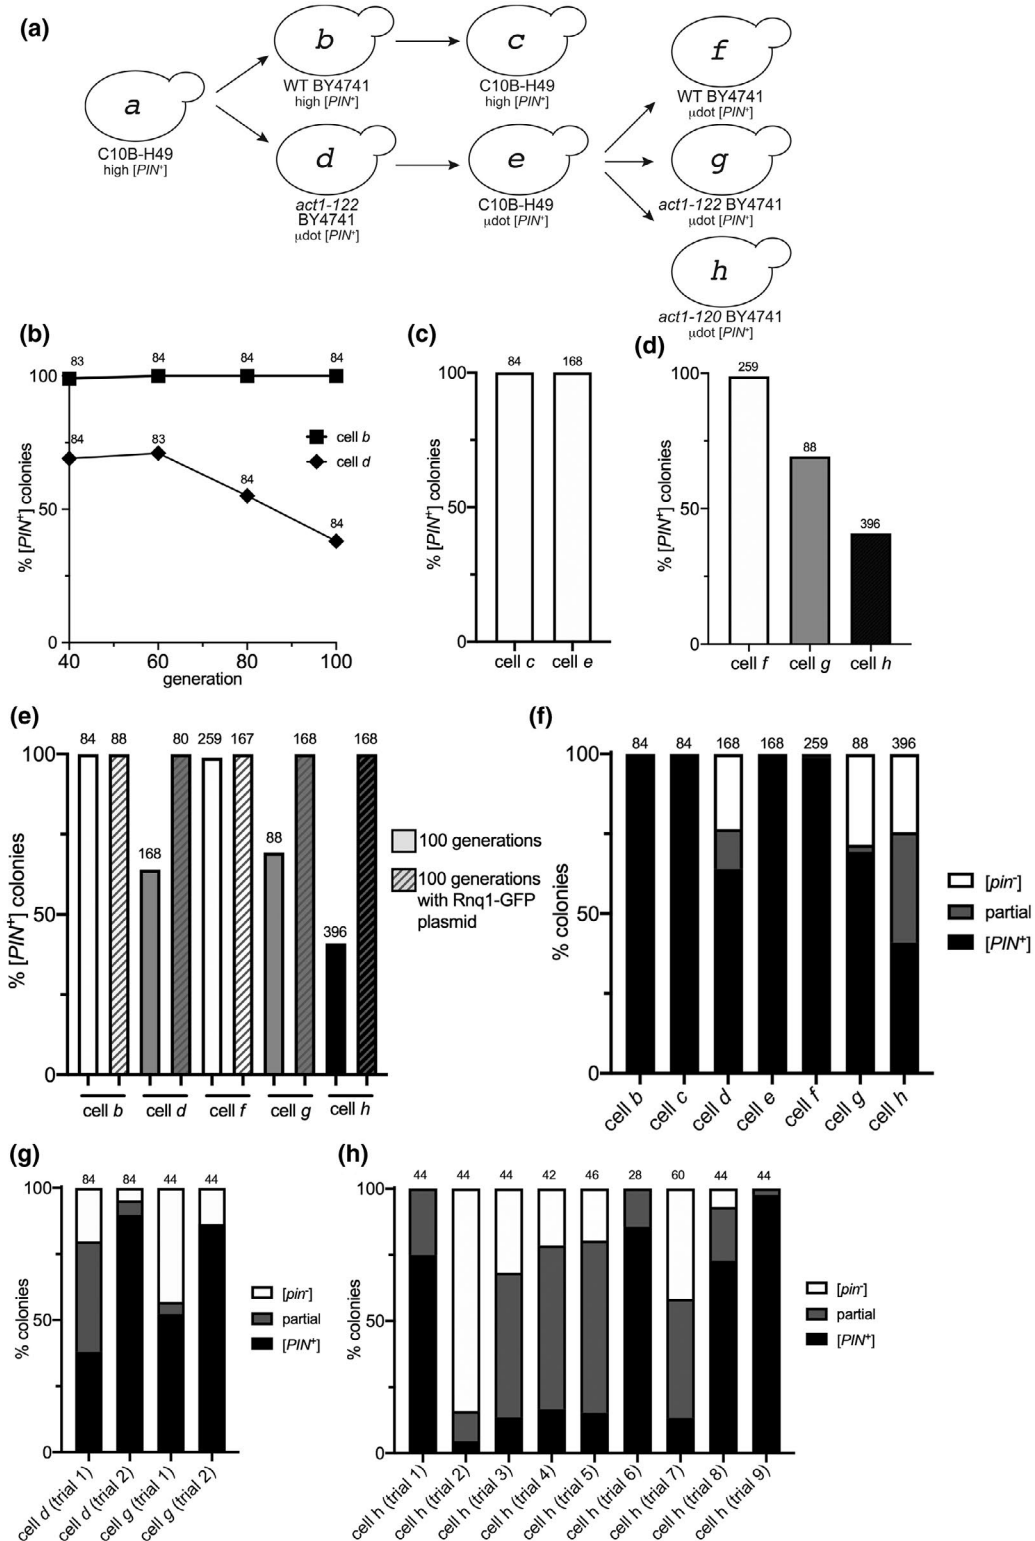 (a)
a
C10B-H49
high [PIN⁺]
b
WT BY4741
high [PIN⁺]
c
C10B-H49
high [PIN⁺]
d
act1-122
BY4741
μdot [PIN⁺]
e
C10B-H49
μdot [PIN⁺]
f
WT BY4741
μdot [PIN⁺]
g
act1-122 BY4741
μdot [PIN⁺]
h
act1-120 BY4741
μdot [PIN⁺]
(b)
% [PIN⁺] colonies
100
50
0
83
84
84
84
84
83
84
84
cell b
cell d
40
60
80
100
generation
(c)
% [PIN⁺] colonies
100
50
0
84
168
cell c
cell e
(d)
% [PIN⁺] colonies
100
50
0
259
88
396
cell f
cell g
cell h
(e)
% [PIN⁺] colonies
100
50
0
84
88
168
80
259
167
88
168
396
168
cell b
cell d
cell f
cell g
cell h
100 generations
100 generations
with Rnq1-GFP
plasmid
(f)
% colonies
100
50
0
84
84
168
168
259
88
396
cell b
cell c
cell d
cell e
cell f
cell g
cell h
[pin⁻]
partial
[PIN⁺]
(g)
% colonies
100
50
0
84
84
44
44
cell d (trial 1)
cell d (trial 2)
cell g (trial 1)
cell g (trial 2)
[pin⁻]
partial
[PIN⁺]
(h)
% colonies
100
50
0
44
44
44
42
46
28
60
44
44
cell h (trial 1)
cell h (trial 2)
cell h (trial 3)
cell h (trial 4)
cell h (trial 5)
cell h (trial 6)
cell h (trial 7)
cell h (trial 8)
cell h (trial 9)
[pin⁻]
partial
[PIN⁺]